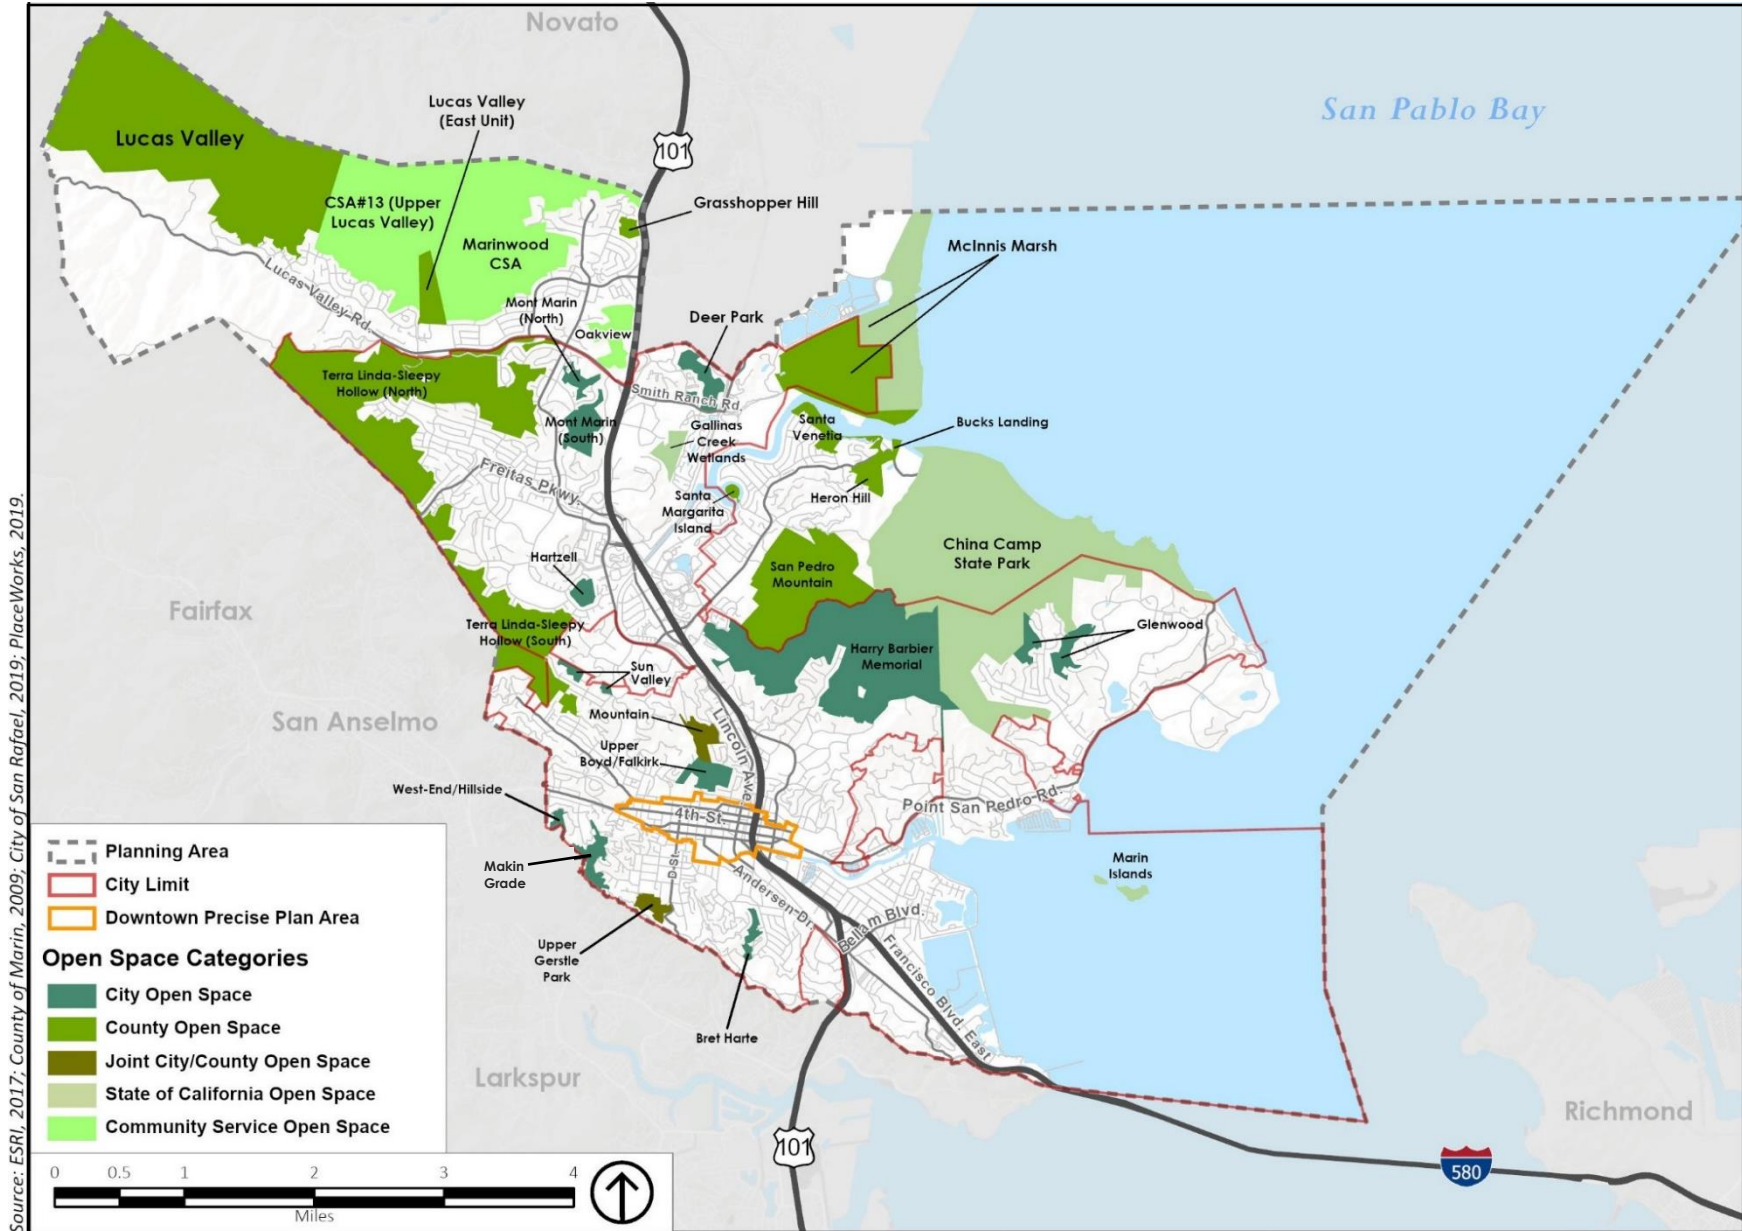 Novato
San Pablo Bay
Lucas Valley
(East Unit)
Lucas Valley
101
CSA#13 (Upper
Lucas Valley)
Grasshopper Hill
Marinwood
CSA
McInnis Marsh
Lucas Valley Rd.
Mont Marin
(North)
Oakview
Deer Park
Terra Linda-Sleepy
Hollow (North)
Smith Ranch Rd.
Mont Marin
(South)
Gallinas
Creek
Wetlands
Santa
Venetia
Bucks Landing
Freitas Pkwy.
Santa
Margarita
Island
Heron Hill
China Camp
State Park
Hartzell
San Pedro
Mountain
Fairfax
Terra Linda-Sleepy
Hollow (South)
Glenwood
Harry Barbier
Memorial
Sun
Valley
San Anselmo
Mountain
Lincoln Ave.
Upper
Boyd/Falkirk
West-End/Hillside
4th St.
Point San Pedro Rd
Makin
Grade
D St.
Andersen Dr.
Marin
Islands
Bellam Blvd.
Upper
Gerstle
Park
Francisco Blvd. East
Bret Harte
Larkspur
Richmond
101
580
Planning Area
City Limit
Downtown Precise Plan Area
Open Space Categories
City Open Space
County Open Space
Joint City/County Open Space
State of California Open Space
Community Service Open Space
0 0.5 1 2 3 4
Miles
Source: ESRI, 2017; County of Marin, 2009; City of San Rafael, 2019; PlaceWorks, 2019.